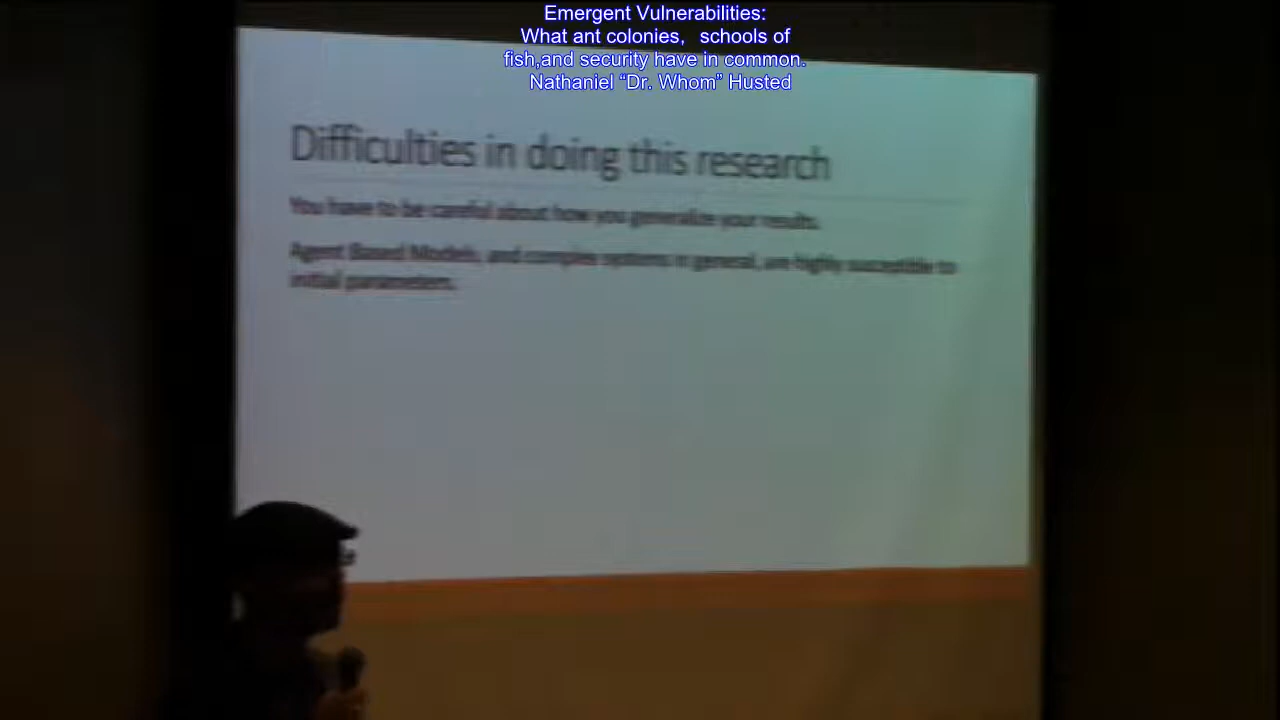 Emergent Vulnerabilities:
What ant colonies, schools of
fish,and security have in common.
Nathaniel “Dr. Whom” Husted
Difficulties in doing this research
You have to be careful about how you generalize your results.
Agent Based Models, and complex systems in general, are highly susceptible to
initial parameters.